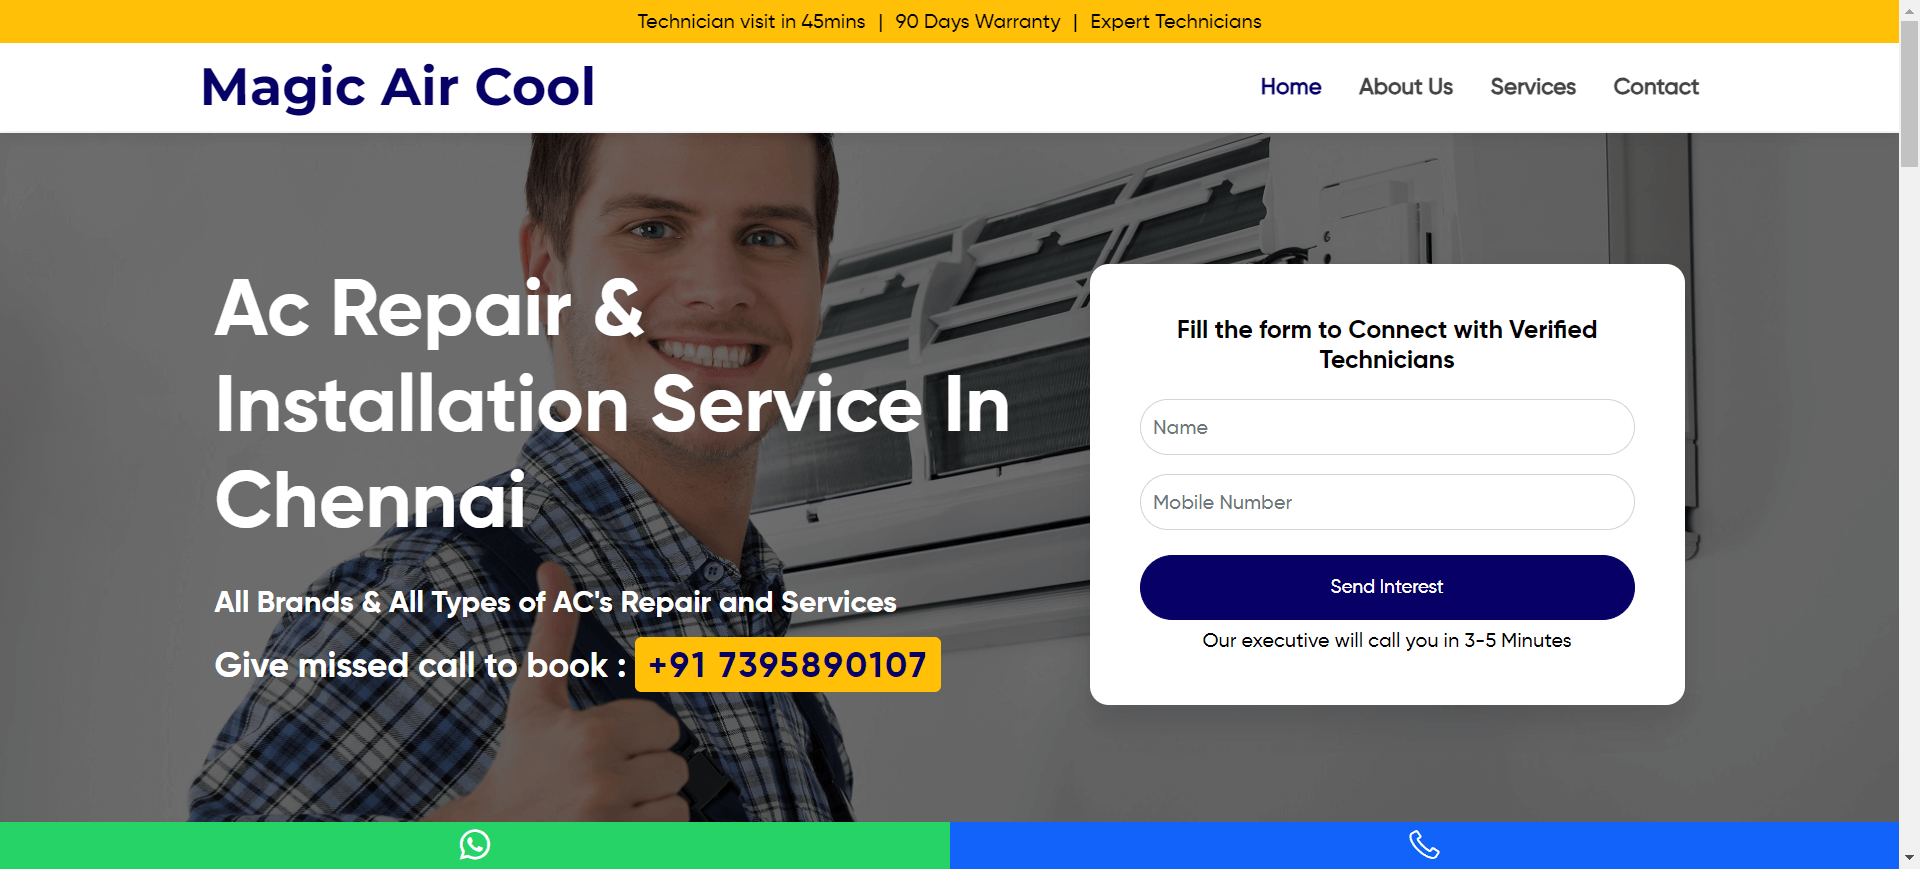 Technician visit in 45mins | 90 Days Warranty | Expert Technicians
Magic Air Cool
Home About Us Services Contact
Ac Repair &
Installation Service In
Chennai
All Brands & All Types of AC's Repair and Services
Give missed call to book : +91 7395890107
Fill the form to Connect with Verified
Technicians
Name
Mobile Number
Send Interest
Our executive will call you in 3-5 Minutes